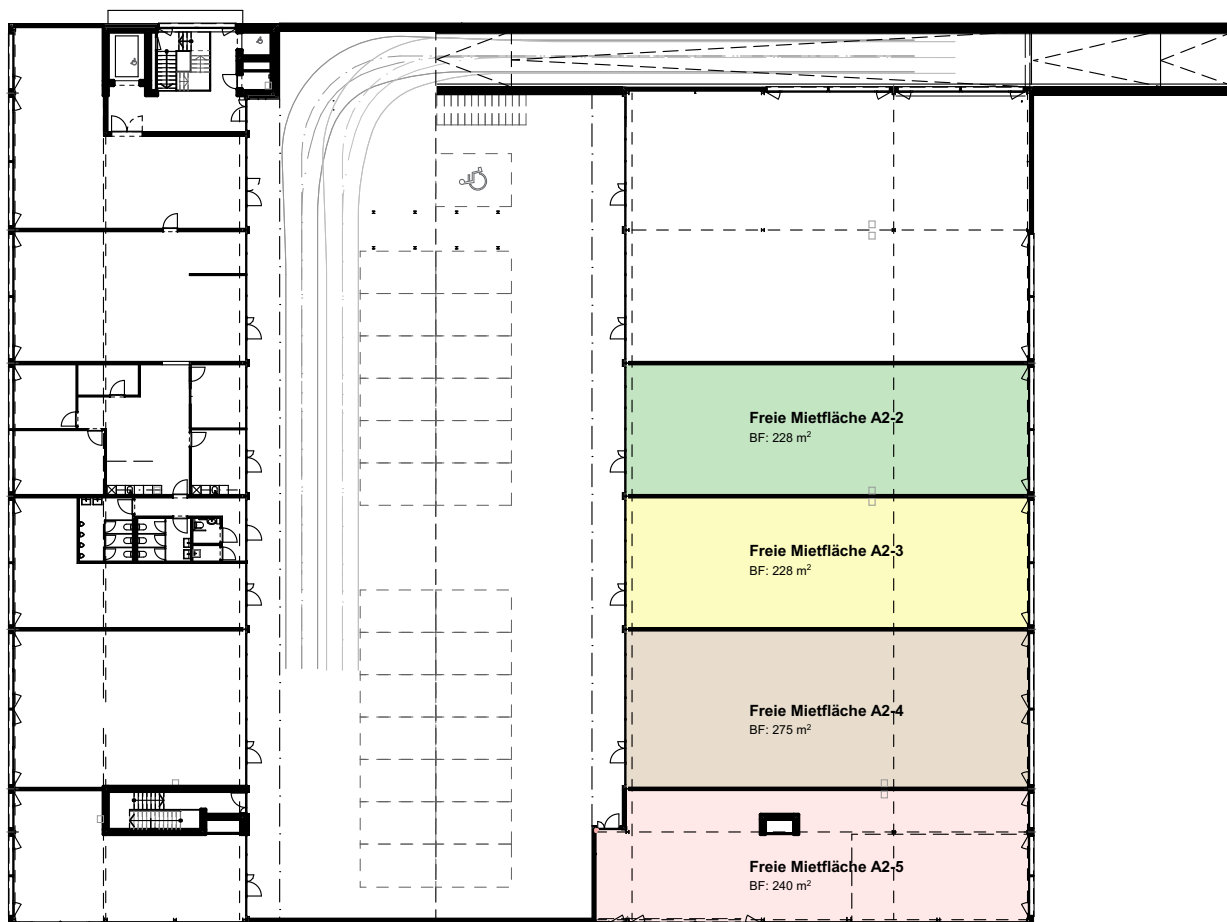 Freie Mietfläche A2-2
BF: 228 m²
Freie Mietfläche A2-3
BF: 228 m²
Freie Mietfläche A2-4
BF: 275 m²
Freie Mietfläche A2-5
BF: 240 m²